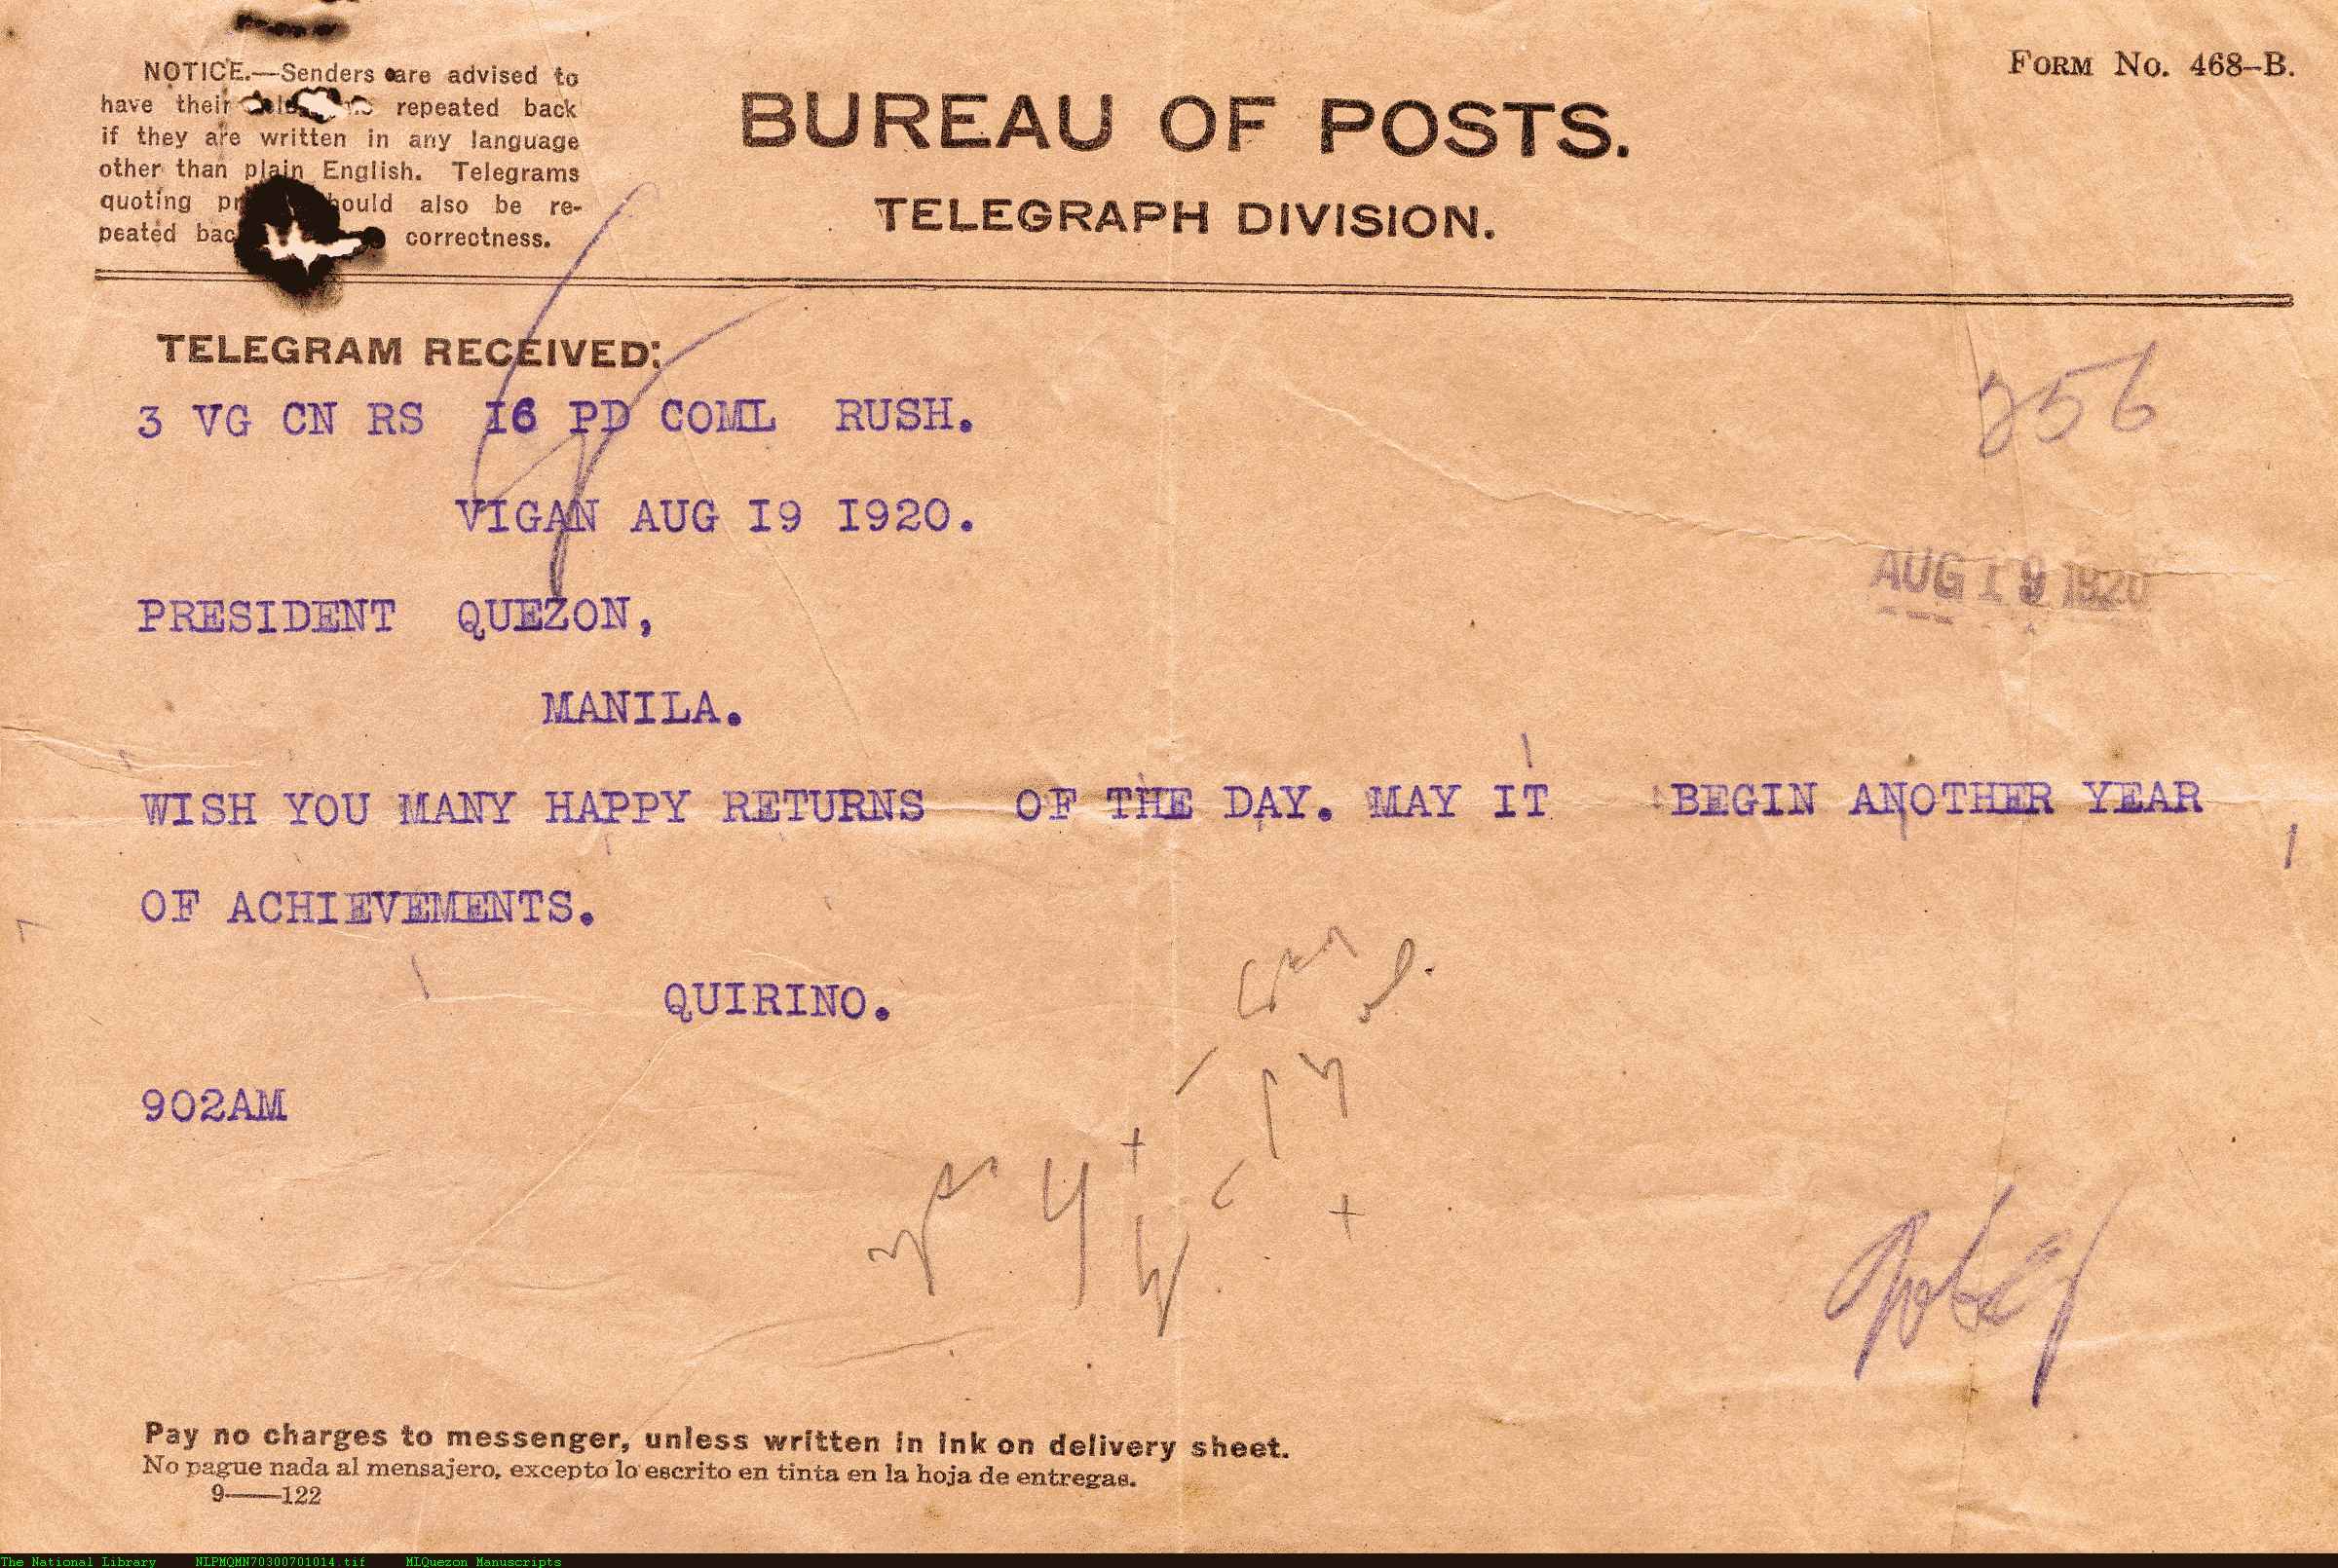 NOTICE.—Senders are advised to
have their repeated back
if they are written in any language
other than plain English. Telegrams
quoting should also be re-
peated correctness.
FORM NO. 468-B.
BUREAU OF POSTS.
TELEGRAPH DIVISION.
TELEGRAM RECEIVED:
3 VG CN RS I6 PD COML RUSH.
256
VIGAN AUG I9 I920.
AUG 19 1920
PRESIDENT QUEZON,
MANILA.
WISH YOU MANY HAPPY RETURNS OF THE DAY. MAY IT BEGIN ANOTHER YEAR
OF ACHIEVEMENTS.
QUIRINO.
902AM
Pay no charges to messenger, unless written in ink on delivery sheet.
No pague nada al mensajero, excepto lo escrito en tinta en la hoja de entregas.
9——122
The National Library NLPMQMN70300701014.tif MLQuezon Manuscripts